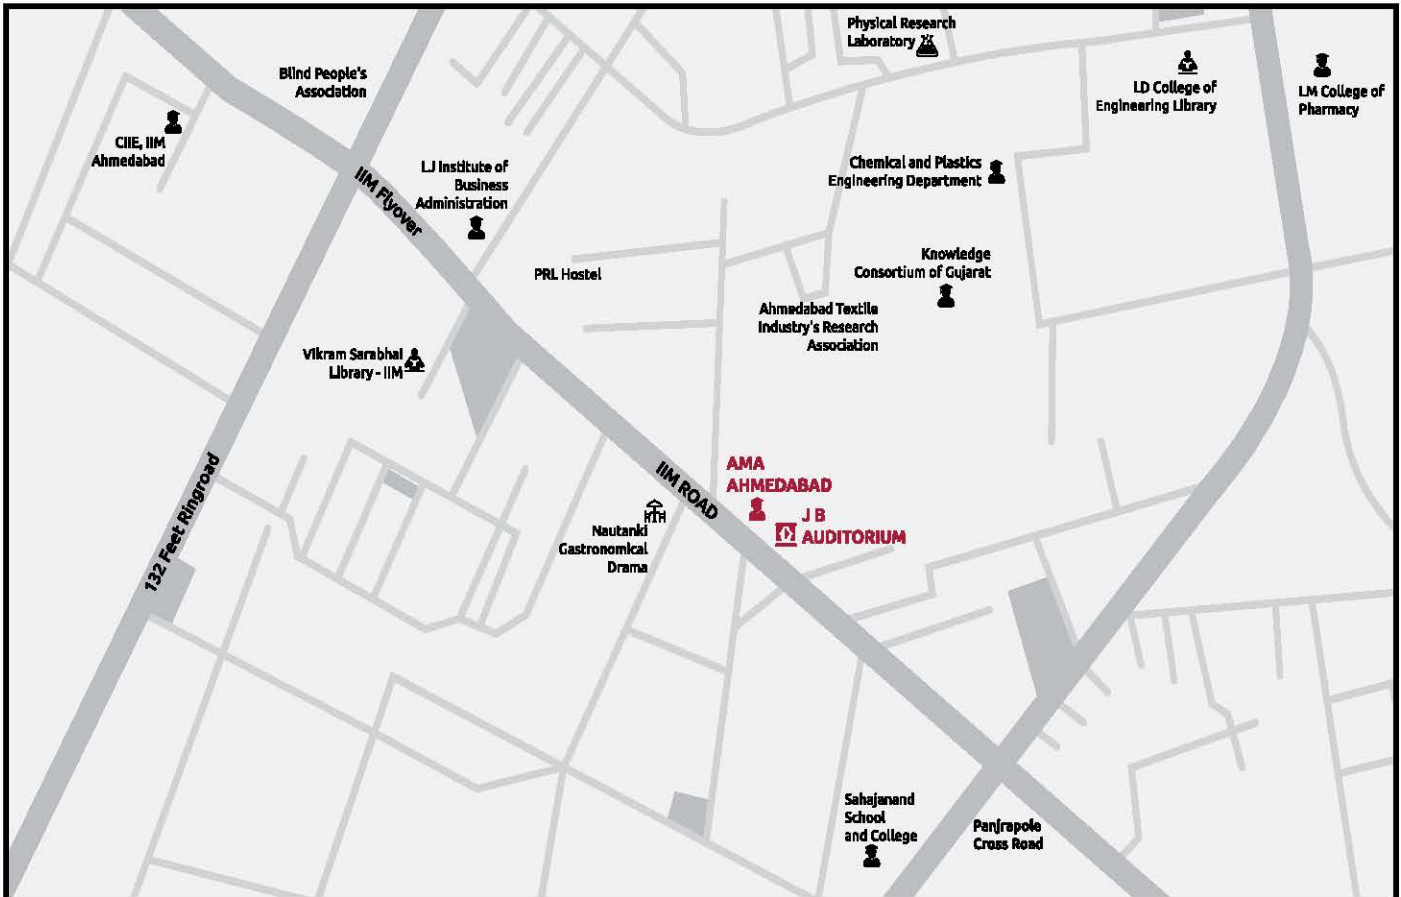 Physical Research
Laboratory
Blind People's
Association
LD College of
Engineering Library
LM College of
Pharmacy
CIIE, IIM
Ahmedabad
LJ Institute of
Business
Administration
IIM Flyover
Chemical and Plastics
Engineering Department
PRL Hostel
Knowledge
Consortium of Gujarat
Ahmedabad Textile
Industry's Research
Association
Vikram Sarabhai
Library - IIM
132 Feet Ringroad
IIM ROAD
AMA
AHMEDABAD
J B
AUDITORIUM
Nautanki
Gastronomical
Drama
Sahajanand
School
and College
Panjrapole
Cross Road